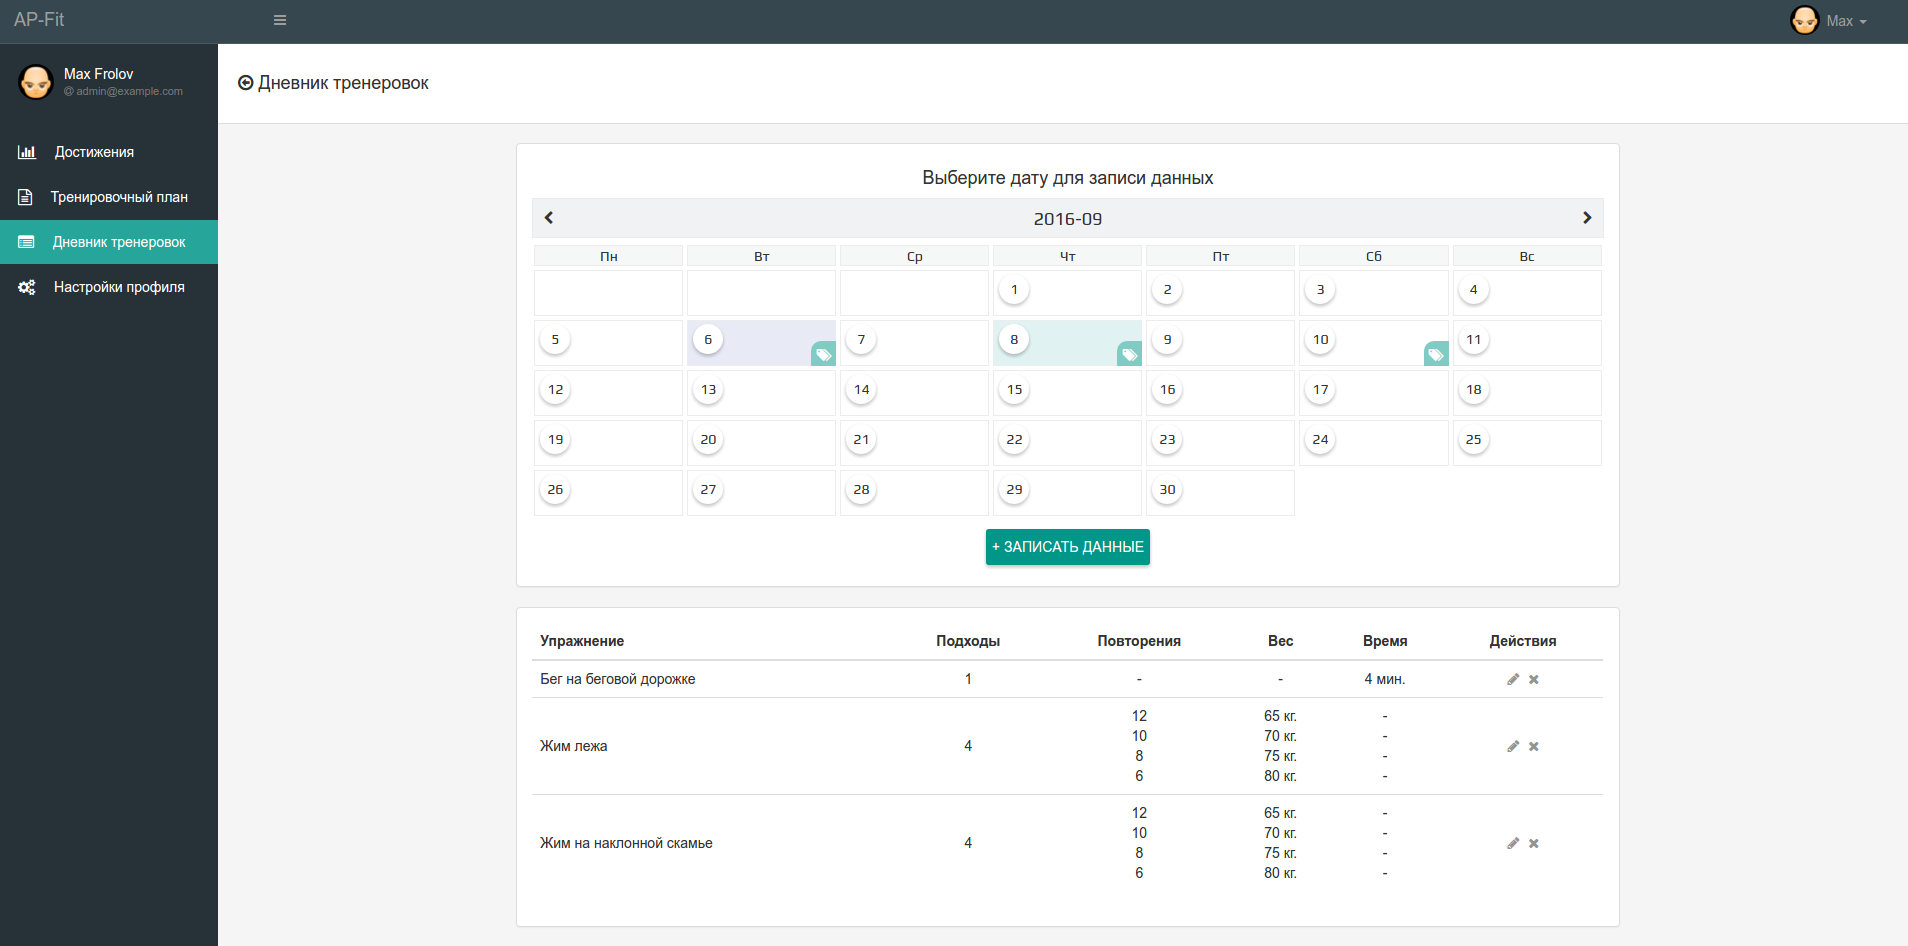 AP-Fit
Max
Max Frolov
@ admin@example.com
Достижения
Тренировочный план
Дневник тренеровок
Настройки профиля
Дневник тренеровок
Выберите дату для записи данных
2016-09
Пн Вт Ср Чт Пт Сб Вс
1 2 3 4
5 6 7 8 9 10 11
12 13 14 15 16 17 18
19 20 21 22 23 24 25
26 27 28 29 30
+ ЗАПИСАТЬ ДАННЫЕ
Упражнение Подходы Повторения Вес Время Действия
Бег на беговой дорожке 1 - - 4 мин.
12 65 кг. -
10 70 кг. -
Жим лежа 4
8 75 кг. -
6 80 кг. -
12 65 кг. -
10 70 кг. -
Жим на наклонной скамье 4
8 75 кг. -
6 80 кг. -